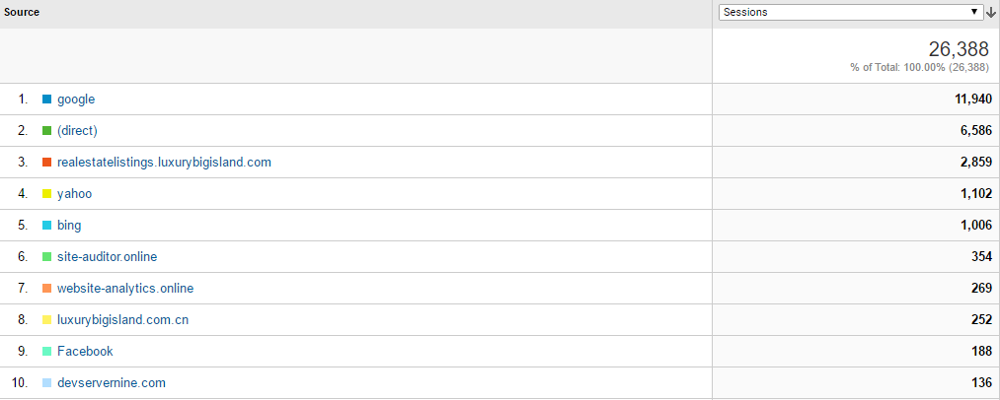 Source Sessions
26,388
% of Total: 100.00% (26,388)
1. google 11,940
2. (direct) 6,586
3. realestatelistings.luxurybigisland.com 2,859
4. yahoo 1,102
5. bing 1,006
6. site-auditor.online 354
7. website-analytics.online 269
8. luxurybigisland.com.cn 252
9. Facebook 188
10. devservernine.com 136